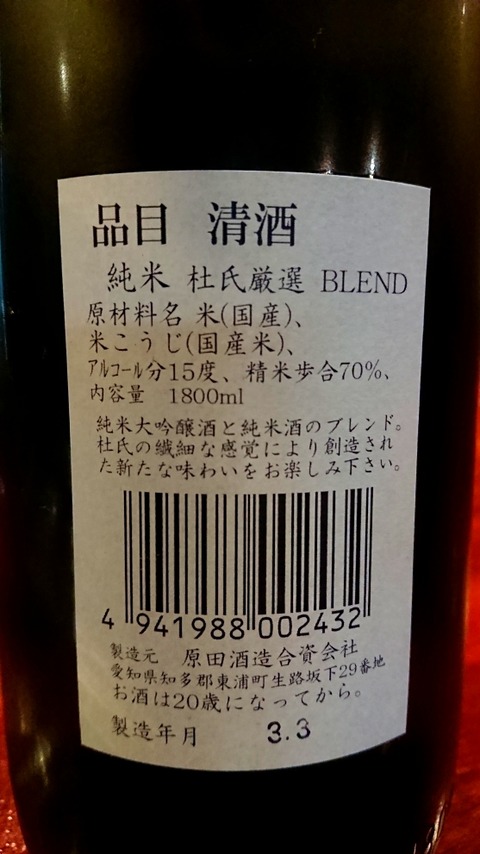 品目 清酒
純米 杜氏厳選 BLEND
原材料名 米(国産)、
米こうじ(国産米)、
ｱﾙｺｰﾙ分15度、精米歩合70%、
内容量 1800ml
純米大吟醸酒と純米酒のブレンド。
杜氏の繊細な感覚により創造され
た新たな味わいをお楽しみ下さい。
4 941988 002432
製造元 原田酒造合資会社
愛知県知多郡東浦町生路坂下29番地
お酒は20歳になってから。
製造年月 3.3